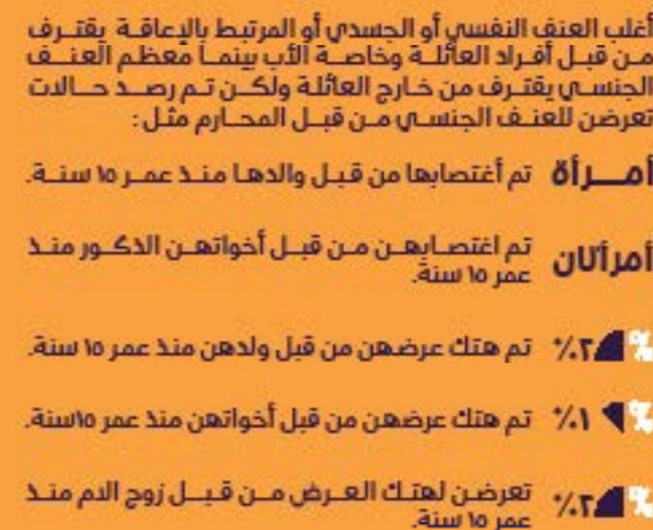 أغلب العنف النفسي أو الجسدي أو المرتبط بالإعاقة يقترف
من قبل أفراد العائلة وخاصة الأب بينما معظم العنف
الجنسي يقترف من خارج العائلة ولكن تم رصد حالات
تعرضن للعنف الجنسي من قبل المحارم مثل:
أمرأة تم أغتصابها من قبل والدها منذ عمر ١٥ سنة.
أمرأتان تم اغتصابهن من قبل أخواتهن الذكور منذ
عمر ١٥ سنة.
% ٢٪ تم هتك عرضهن من قبل ولدهن منذ عمر ١٥ سنة.
% ١٪ تم هتك عرضهن من قبل أخواتهن منذ عمر ١٥سنة.
% ٢٪ تعرضن لهتك العرض من قبل زوج الام منذ
عمر ١٥ سنة.